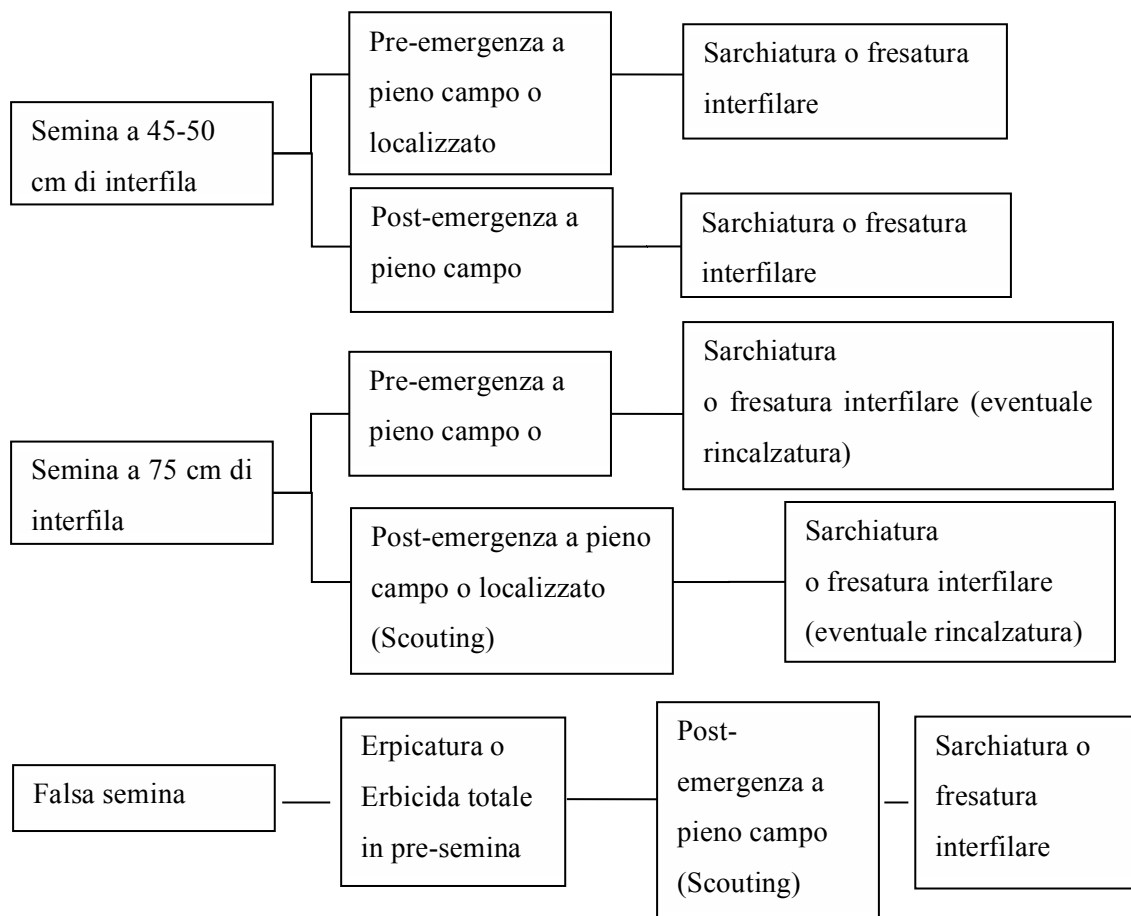 Semina a 45-50
cm di interfila
Pre-emergenza a
pieno campo o
localizzato
Sarchiatura o fresatura
interfilare
Post-emergenza a
pieno campo
Sarchiatura o fresatura
interfilare
Semina a 75 cm di
interfila
Pre-emergenza a
pieno campo o
Sarchiatura
o fresatura interfilare (eventuale
rincalzatura)
Post-emergenza a pieno
campo o localizzato
(Scouting)
Sarchiatura
o fresatura interfilare
(eventuale rincalzatura)
Falsa semina
Erpicatura o
Erbicida totale
in pre-semina
Post-
emergenza a
pieno campo
(Scouting)
Sarchiatura o
fresatura
interfilare